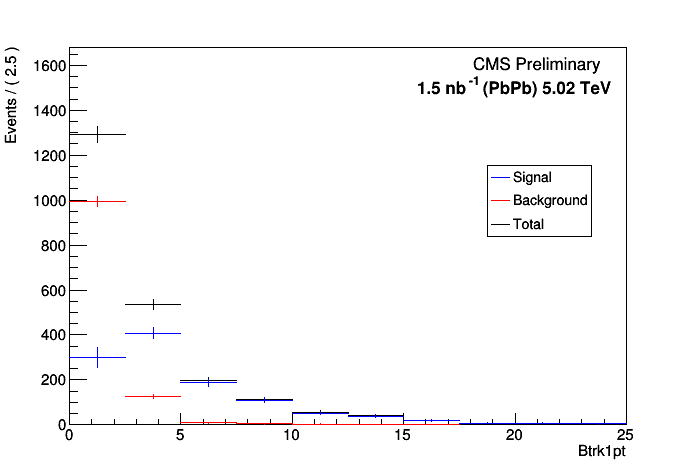 CMS Preliminary
1.5 nb-1 (PbPb) 5.02 TeV
Events / ( 2.5 )
1600
1400
1200
1000
800
600
400
200
0
Signal
Background
Total
0 5 10 15 20 25
Btrk1pt